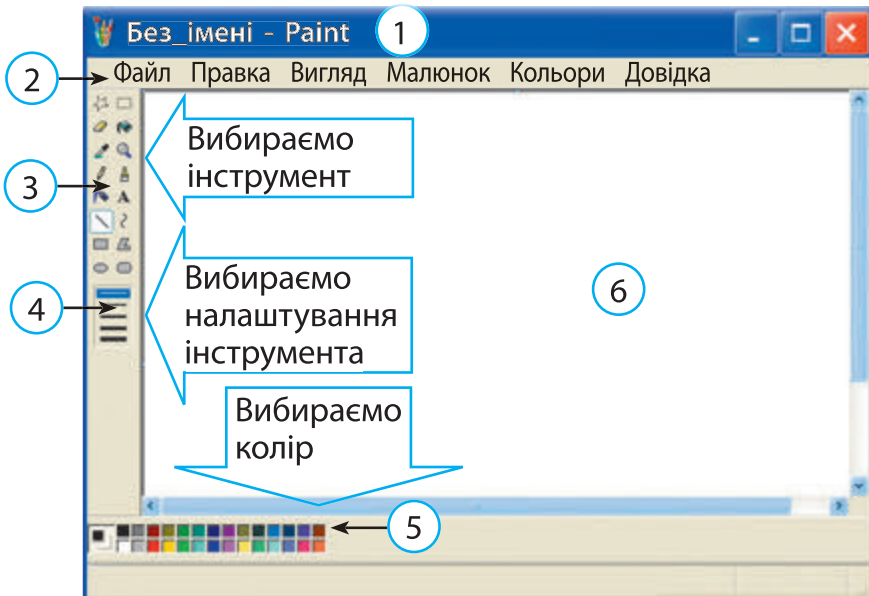 Без_імені - Paint 1
2 Файл Правка Вигляд Малюнок Кольори Довідка
Вибираємо
інструмент
3
A
Вибираємо
налаштування
інструмента
4
6
Вибираємо
колір
5